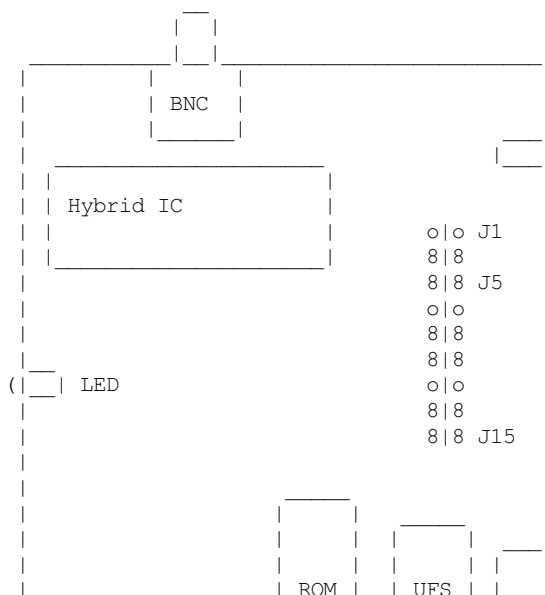 BNC
Hybrid IC
o|o J1
8|8
8|8 J5
o|o
8|8
8|8
( LED o|o
8|8
8|8 J15
ROM UFS